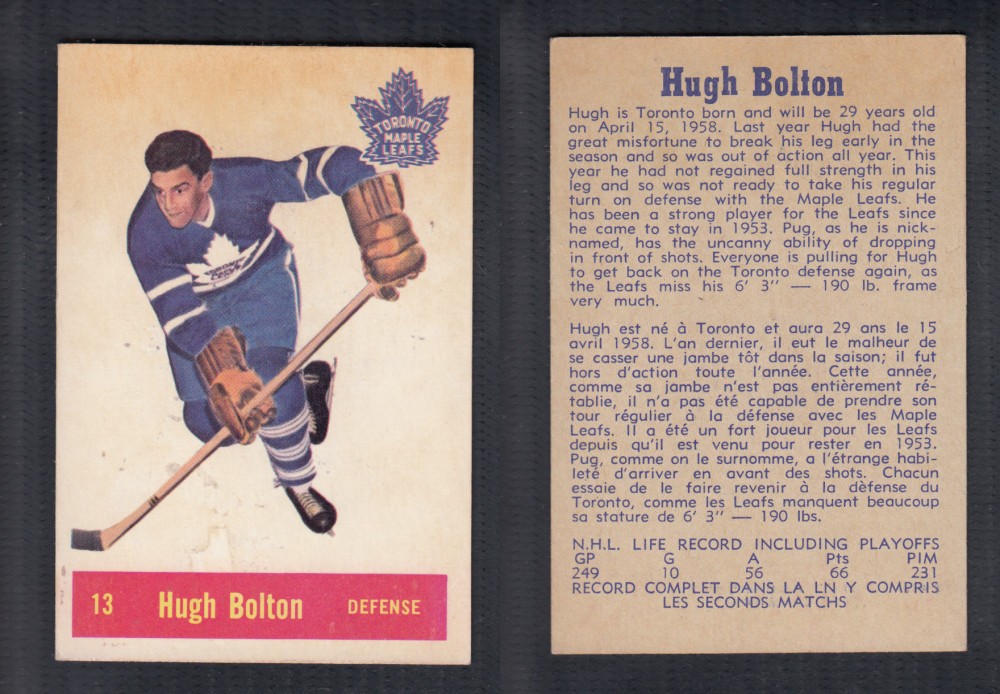 TORONTO
MAPLE
LEAFS
TORONTO
MAPLE
LEAFS
13 Hugh Bolton DEFENSE
Hugh Bolton
Hugh is Toronto born and will be 29 years old
on April 15, 1958. Last year Hugh had the
great misfortune to break his leg early in the
season and so was out of action all year. This
year he had not regained full strength in his
leg and so was not ready to take his regular
turn on defense with the Maple Leafs. He
has been a strong player for the Leafs since
he came to stay in 1953. Pug, as he is nick-
named, has the uncanny ability of dropping
in front of shots. Everyone is pulling for Hugh
to get back on the Toronto defense again, as
the Leafs miss his 6' 3'' — 190 lb. frame
very much.
Hugh est né à Toronto et aura 29 ans le 15
avril 1958. L'an dernier, il eut le malheur de
se casser une jambe tôt dans la saison; il fut
hors d'action toute l'année. Cette année,
comme sa jambe n'est pas entièrement ré-
tablie, il n'a pas été capable de prendre son
tour régulier à la défense avec les Maple
Leafs. Il a été un fort joueur pour les Leafs
depuis qu'il est venu pour rester en 1953.
Pug, comme on le surnomme, a l'étrange habi-
leté d'arriver en avant des shots. Chacun
essaie de le faire revenir à la dèfense du
Toronto, comme les Leafs manquent beaucoup
sa stature de 6' 3'' — 190 lbs.
N.H.L. LIFE RECORD INCLUDING PLAYOFFS
GP G A Pts PIM
249 10 56 66 231
RECORD COMPLET DANS LA LN Y COMPRIS
LES SECONDS MATCHS